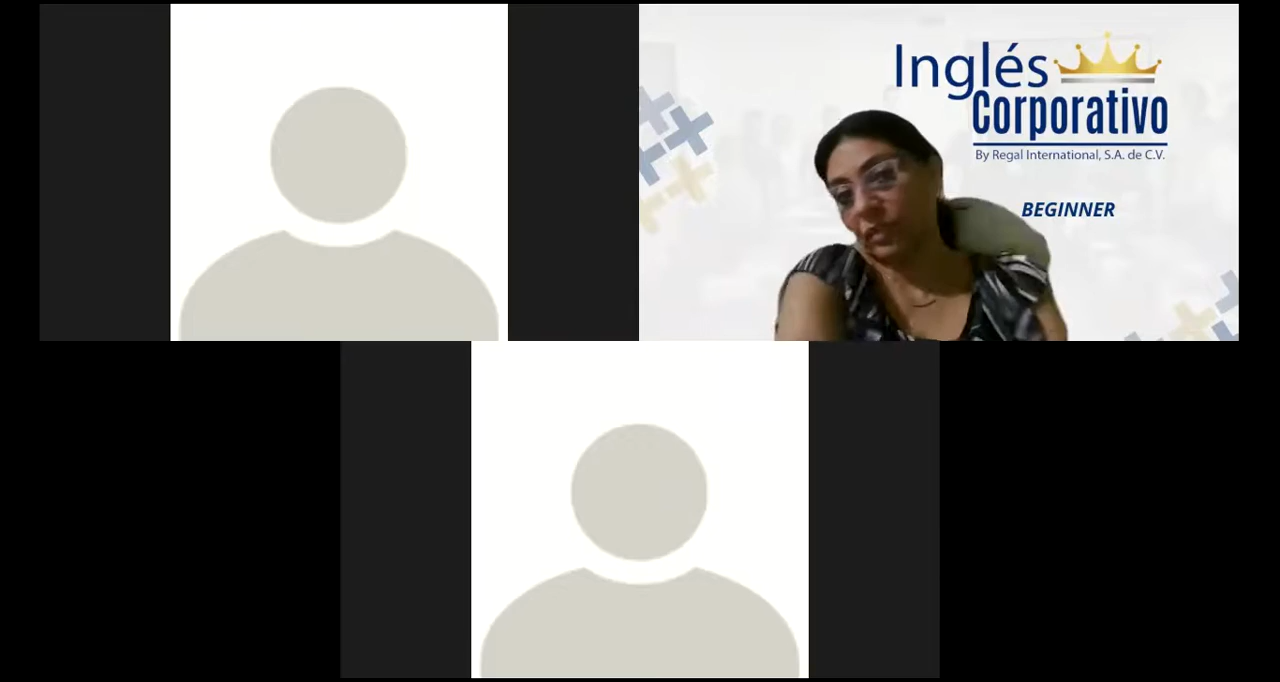 Inglés
Corporativo
By Regal International, S.A. de C.V.
BEGINNER